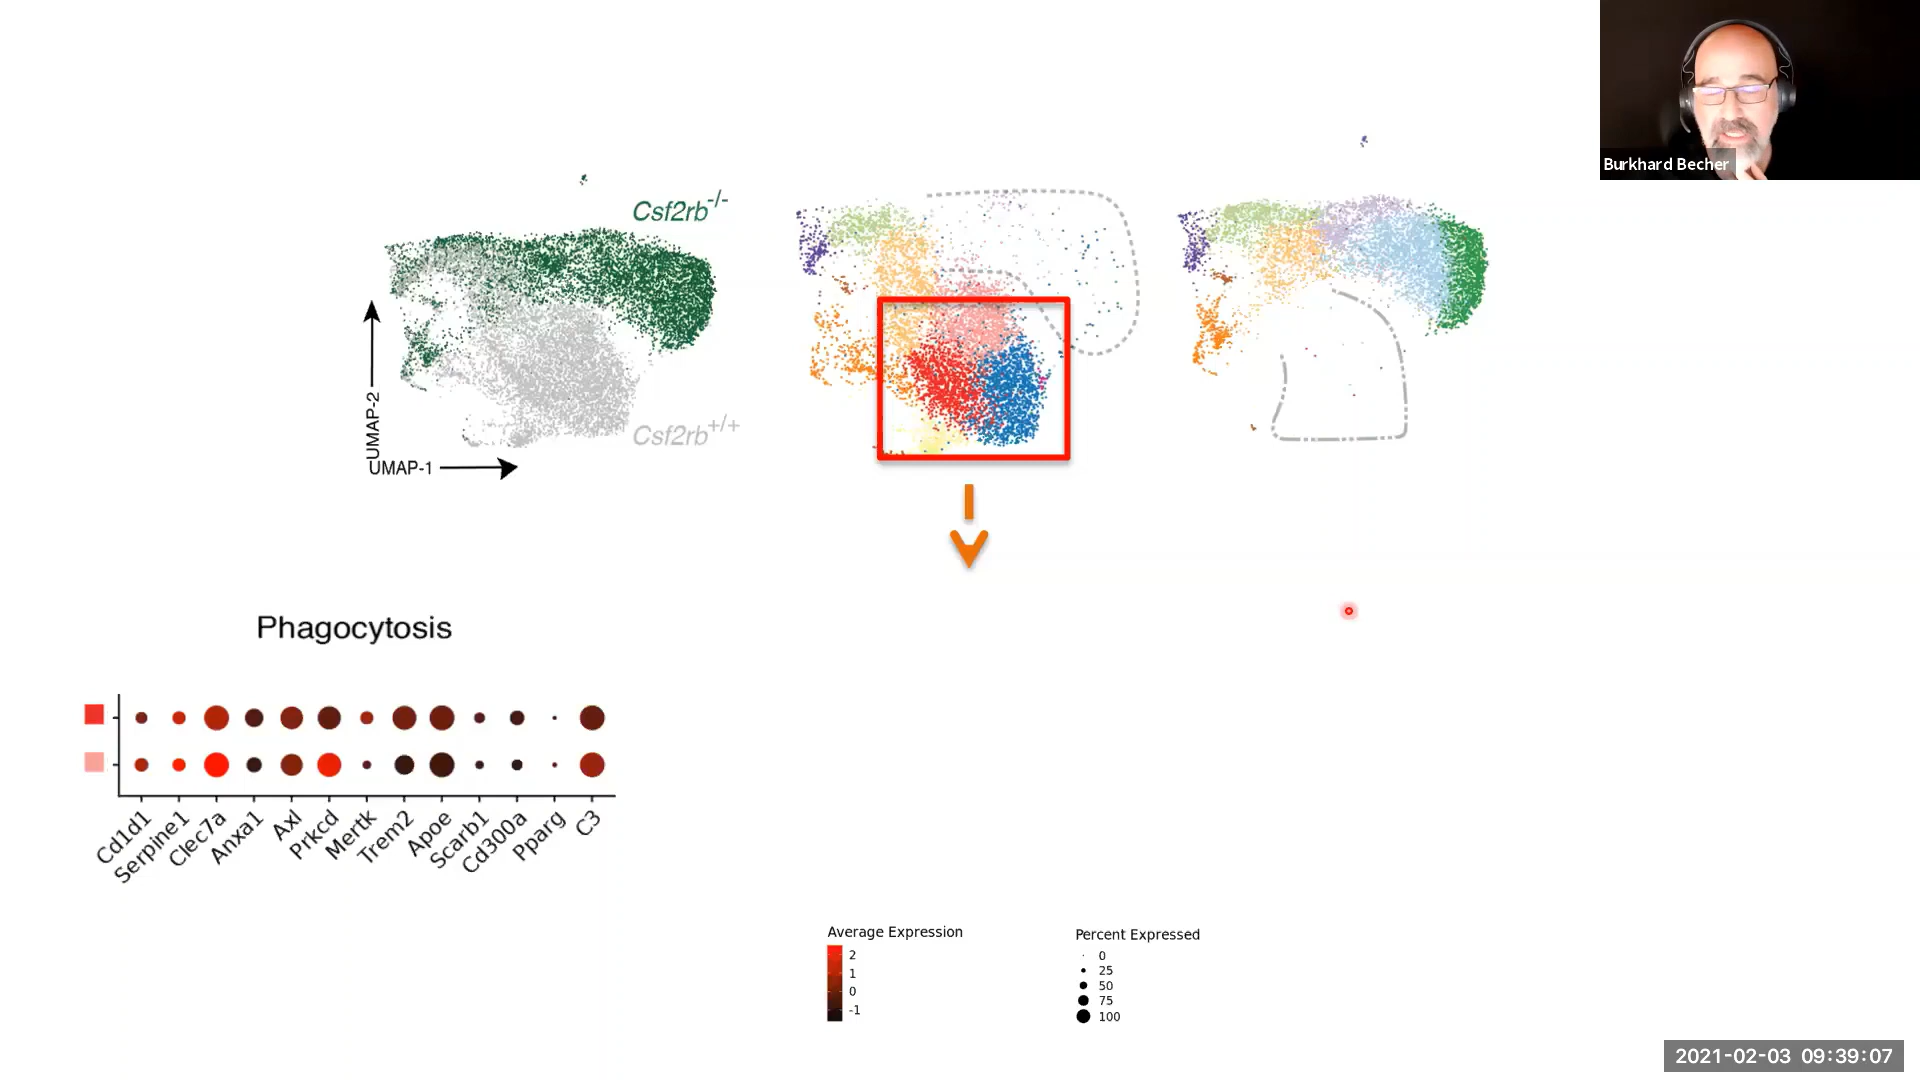 Burkhard Becher
Csf2rb-/-
Csf2rb+/+
UMAP-2
UMAP-1
Phagocytosis
Cd1d1
Serpine1
Clec7a
Anxa1
Axl
Prkcd
Mertk
Trem2
Apoe
Scarb1
Cd300a
Pparg
C3
Average Expression
2
1
0
-1
Percent Expressed
0
25
50
75
100
2021-02-03 09:39:07